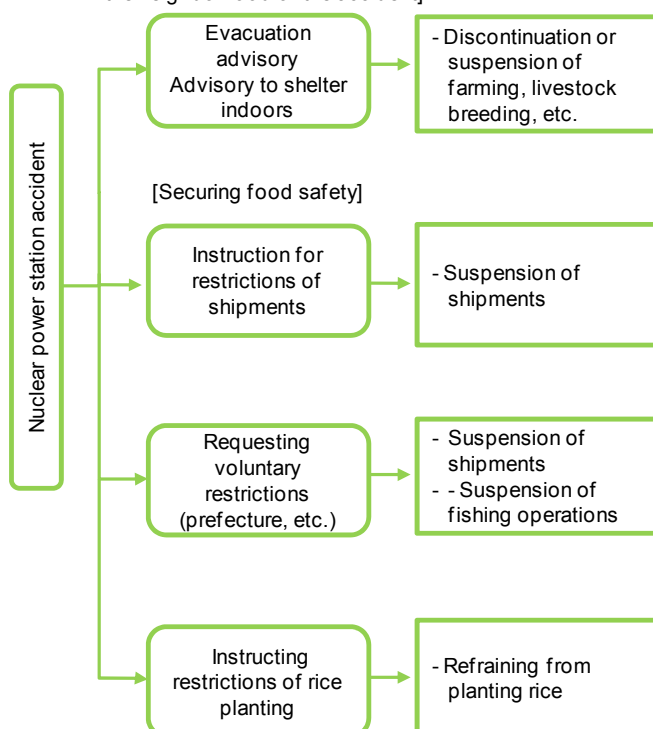 Nuclear power station accident
Evacuation
advisory
Advisory to shelter
indoors
- Discontinuation or
suspension of
farming, livestock
breeding, etc.
[Securing food safety]
Instruction for
restrictions of
shipments
- Suspension of
shipments
Requesting
voluntary
restrictions
(prefecture, etc.)
- Suspension of
shipments
- - Suspension of
fishing operations
Instructing
restrictions of rice
planting
- Refraining from
planting rice